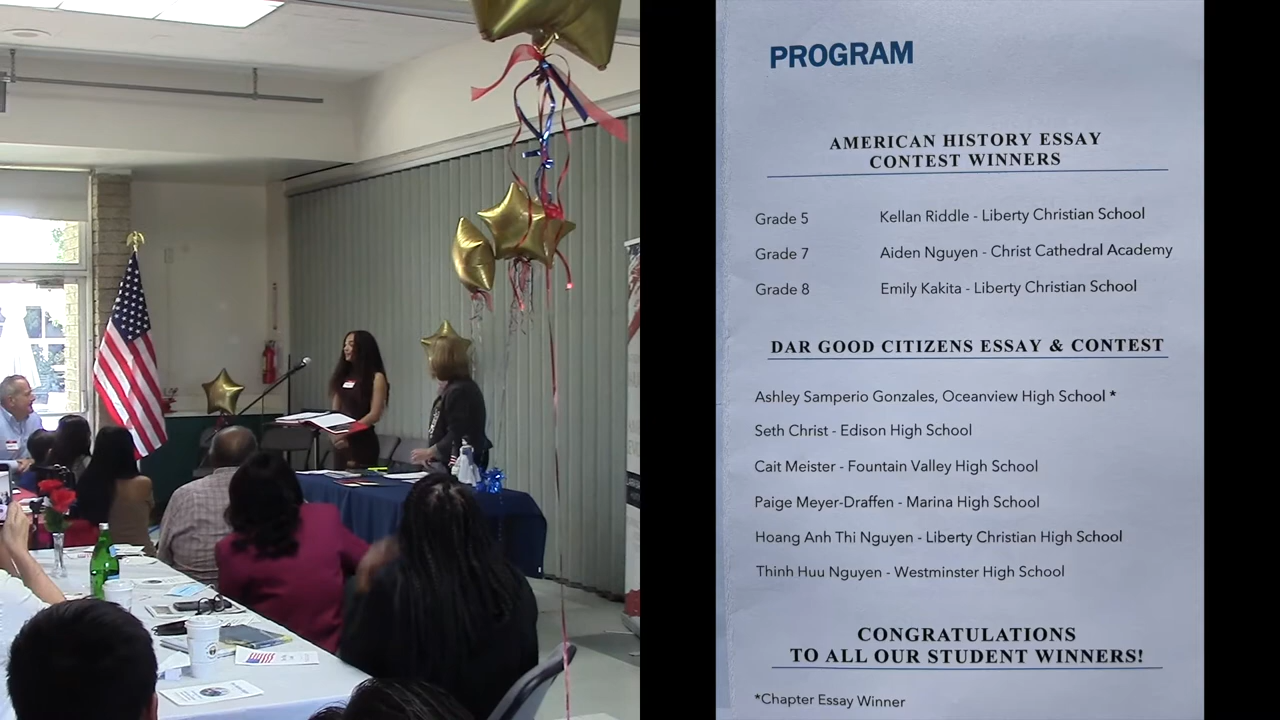 PROGRAM
AMERICAN HISTORY ESSAY
CONTEST WINNERS
Grade 5 Kellan Riddle - Liberty Christian School
Grade 7 Aiden Nguyen - Christ Cathedral Academy
Grade 8 Emily Kakita - Liberty Christian School
DAR GOOD CITIZENS ESSAY & CONTEST
Ashley Samperio Gonzales, Oceanview High School *
Seth Christ - Edison High School
Cait Meister - Fountain Valley High School
Paige Meyer-Draffen - Marina High School
Hoang Anh Thi Nguyen - Liberty Christian High School
Thinh Huu Nguyen - Westminster High School
CONGRATULATIONS
TO ALL OUR STUDENT WINNERS!
*Chapter Essay Winner